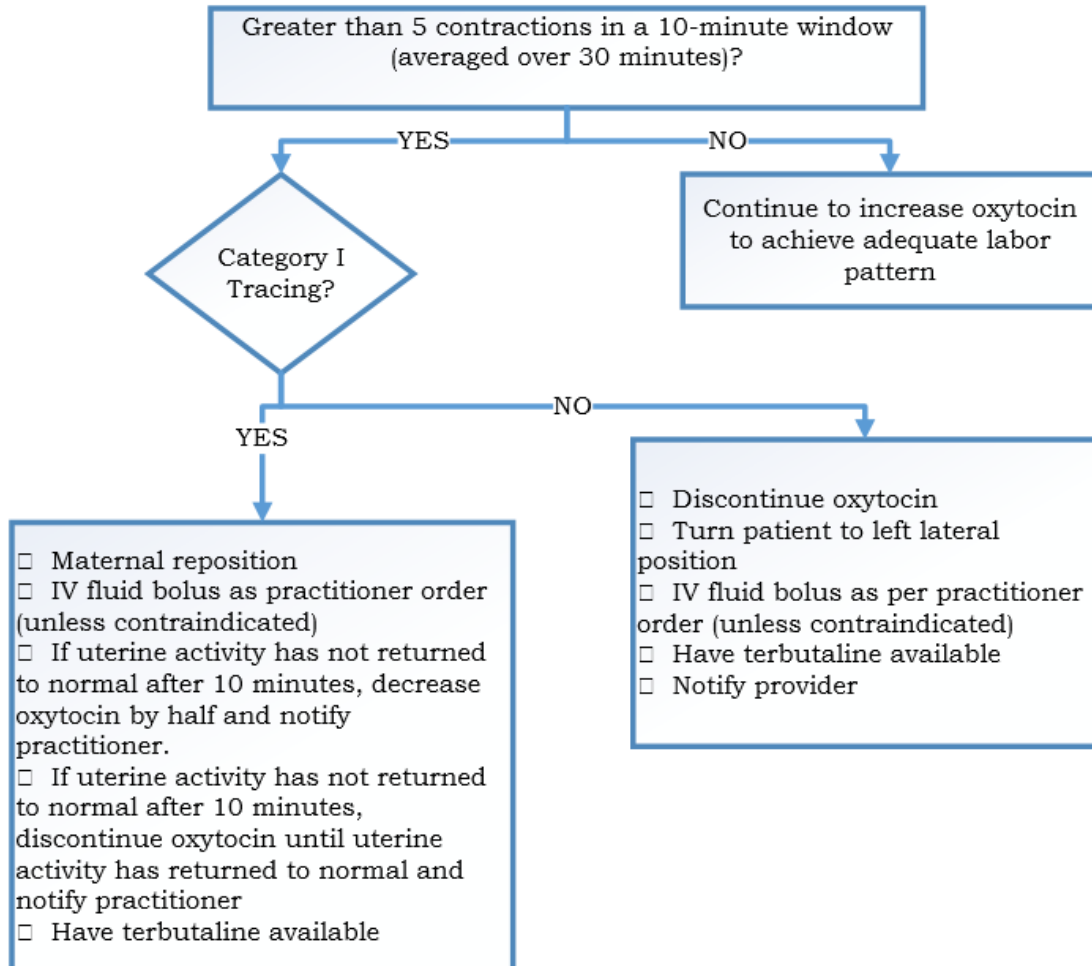 Greater than 5 contractions in a 10-minute window
(averaged over 30 minutes)?
YES
NO
Category I
Tracing?
Continue to increase oxytocin
to achieve adequate labor
pattern
YES
NO
□ Maternal reposition
□ IV fluid bolus as practitioner order
(unless contraindicated)
□ If uterine activity has not returned
to normal after 10 minutes, decrease
oxytocin by half and notify
practitioner.
□ If uterine activity has not returned
to normal after 10 minutes,
discontinue oxytocin until uterine
activity has returned to normal and
notify practitioner
□ Have terbutaline available
□ Discontinue oxytocin
□ Turn patient to left lateral
position
□ IV fluid bolus as per practitioner
order (unless contraindicated)
□ Have terbutaline available
□ Notify provider